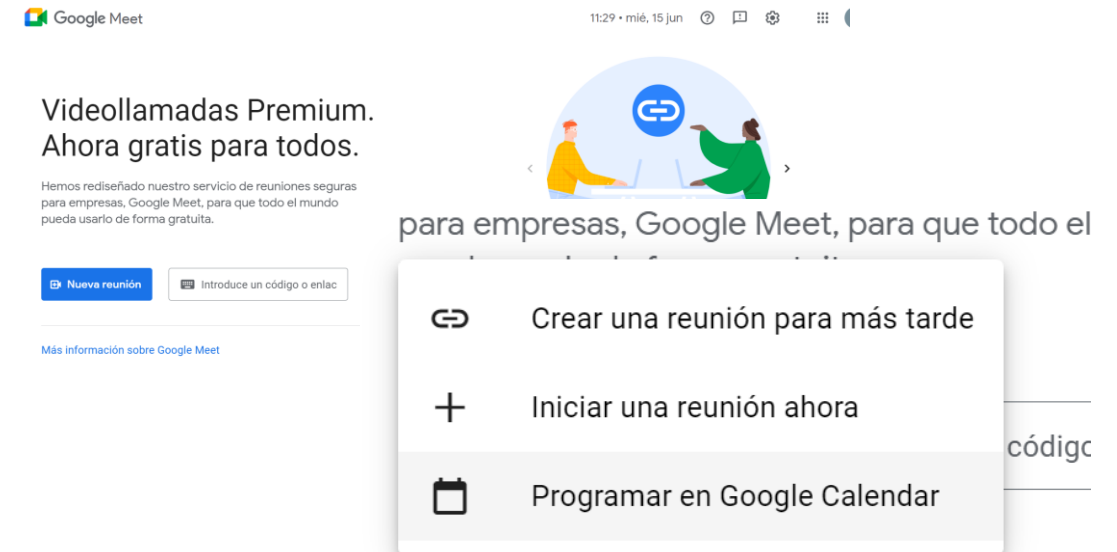 Google Meet
11:29 • mié, 15 jun
Videollamadas Premium.
Ahora gratis para todos.
Hemos rediseñado nuestro servicio de reuniones seguras
para empresas, Google Meet, para que todo el mundo
pueda usarlo de forma gratuita.
Nueva reunión
Introduce un código o enlac
Más información sobre Google Meet
para empresas, Google Meet, para que todo el
Crear una reunión para más tarde
Iniciar una reunión ahora
código
Programar en Google Calendar